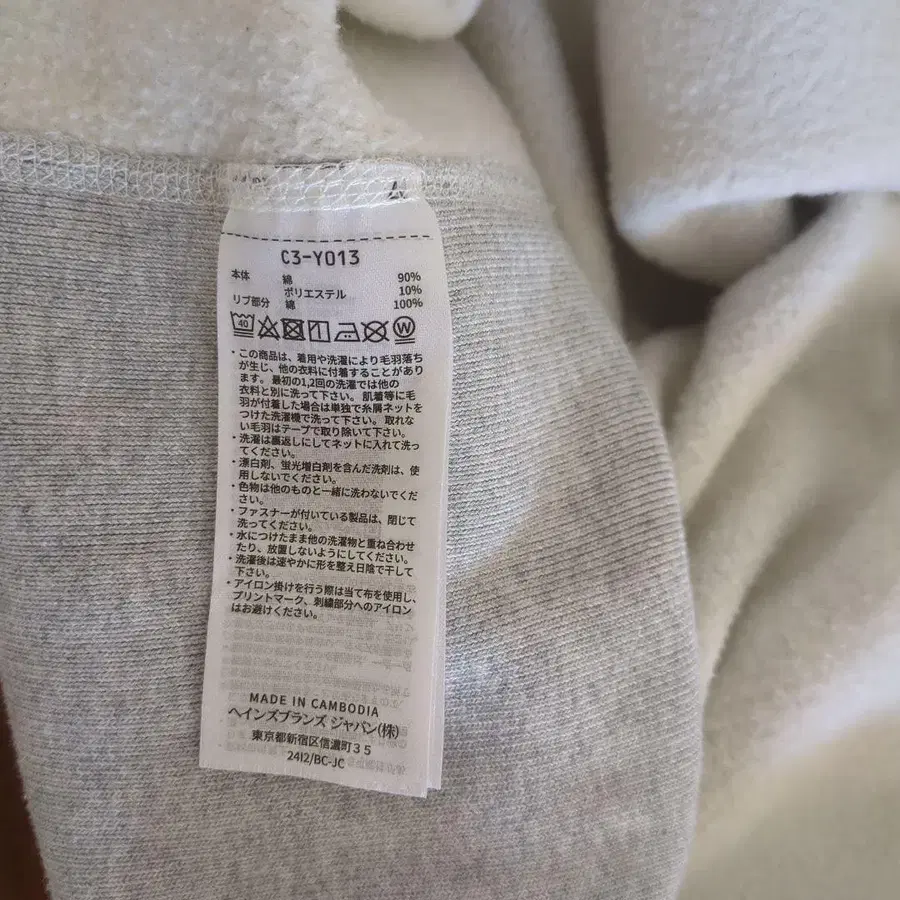 C3-Y013
本体 綿 90%
ポリエステル 10%
リブ部分 綿 100%
40 W
・この商品は、着用や洗濯により毛羽落ち
が生じ、他の衣料に付着することがあり
ます。最初の1,2回の洗濯では他の
衣料と別に洗って下さい。肌着等に毛
羽が付着した場合は単独で糸屑ネットを
つけた洗濯機で洗って下さい。取れな
い毛羽はテープで取り除いて下さい。
・洗濯は裏返しにしてネットに入れて洗っ
てください。
・漂白剤、蛍光増白剤を含んだ洗剤は、使
用しないでください。
・色物は他のものと一緒に洗わないでくだ
さい。
・ファスナーが付いている製品は、閉じて
洗ってください。
・水につけたまま他の洗濯物と重ね合わせ
たり、放置しないようにしてください。
・洗濯後は速やかに形を整え日陰で干して
下さい。
・アイロン掛けを行う際は当て布を使用し、
プリントマーク、刺繍部分へのアイロン
はお避けください。
MADE IN CAMBODIA
ヘインズブランズ ジャパン(株)
東京都新宿区信濃町35
24I2/BC-JC